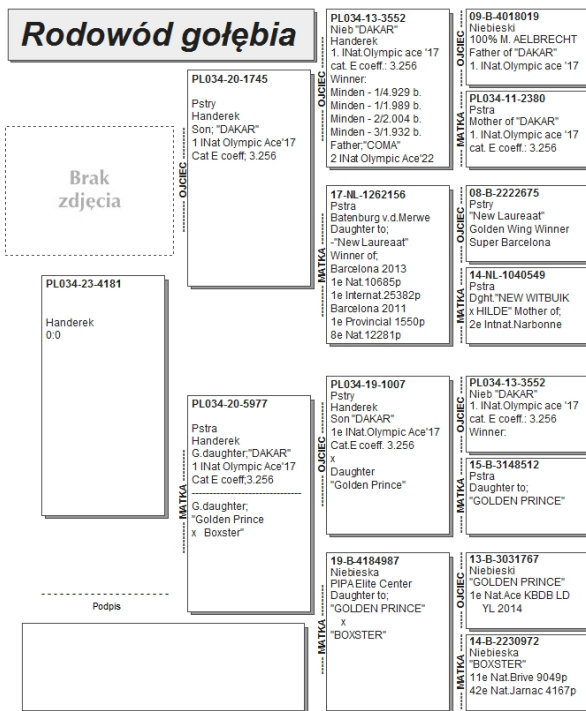 Rodowód gołębia
Brak
zdjęcia
PL034-23-4181
Handerek
0:0
Podpis
OJCIEC
PL034-20-1745
Pstry
Handerek
Son; "DAKAR"
1 INat Olympic Ace'17
Cat E coeff; 3.256
MATKA
PL034-20-5977
Pstra
Handerek
G.daughter;"DAKAR"
1 INat Olympic Ace'17
Cat.E coeff;3.256
--------------------------------
G.daughter;
"Golden Prince
x Boxster"
OJCIEC
PL034-13-3552
Nieb "DAKAR"
Handerek
1. INat.Olympic ace '17
cat. E coeff.: 3.256
Winner:
Minden - 1/4.929 b.
Minden - 1/1.989 b.
Minden - 2/2.004 b.
Minden - 3/1.932 b.
Father;"COMA"
2 INat Olympic Ace'22
MATKA
17-NL-1262156
Pstra
Batenburg v.d.Merwe
Daughter to;
-"New Laureaat"
Winner of;
Barcelona 2013
1e Nat.10685p
1e Internat.25382p
Barcelona 2011
1e Provincial 1550p
8e Nat.12281p
OJCIEC
PL034-19-1007
Pstry
Handerek
Son "DAKAR"
1e INat.Olympic Ace'17
Cat.E coeff. 3.256
x
Daughter
"Golden Prince"
MATKA
19-B-4184987
Niebieska
PIPA Elite Center
Daughter to;
"GOLDEN PRINCE"
x
"BOXSTER"
OJCIEC
09-B-4018019
Niebieski
100% M. AELBRECHT
Father of "DAKAR"
1. INat.Olympic ace '17
MATKA
PL034-11-2380
Pstra
Mother of "DAKAR"
1. INat.Olympic ace '17
cat. E coeff.: 3.256
OJCIEC
08-B-2222675
Pstry
"New Laureaat"
Golden Wing Winner
Super Barcelona
MATKA
14-NL-1040549
Pstra
Dght."NEW WITBUIK
x HILDE" Mother of;
2e Intnat.Narbonne
OJCIEC
PL034-13-3552
Nieb "DAKAR"
1. INat.Olympic ace '17
cat. E coeff.: 3.256
Winner:
MATKA
15-B-3148512
Pstra
Daughter to;
"GOLDEN PRINCE"
OJCIEC
13-B-3031767
Niebieski
"GOLDEN PRINCE"
1e Nat.Ace KBDB LD
YL 2014
MATKA
14-B-2230972
Niebieska
"BOXSTER"
11e Nat.Brive 9049p
42e Nat.Jarnac 4167p